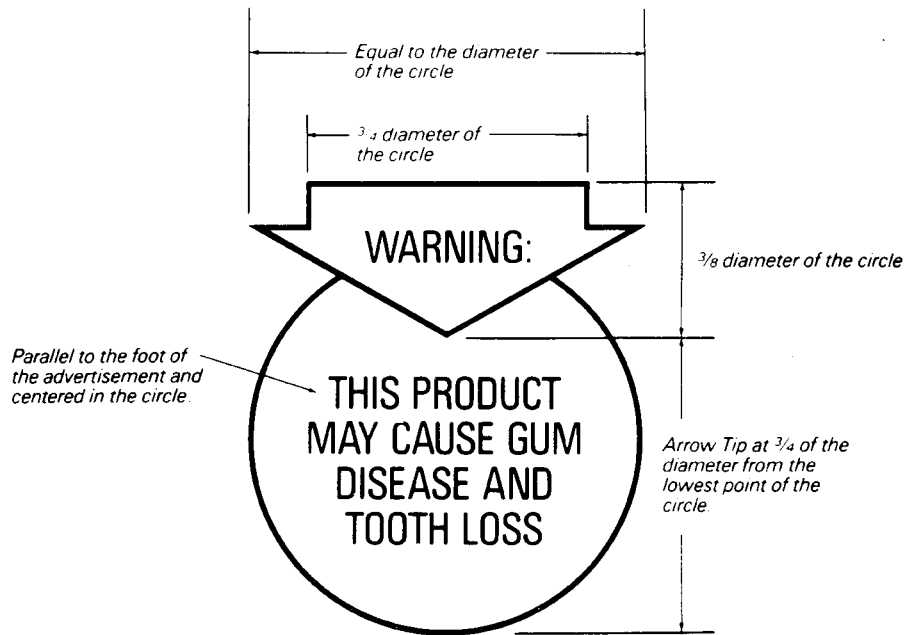 Equal to the diameter
of the circle
3/4 diameter of
the circle
WARNING:
3/8 diameter of the circle
Parallel to the foot of
the advertisement and
centered in the circle.
THIS PRODUCT
MAY CAUSE GUM
DISEASE AND
TOOTH LOSS
Arrow Tip at 3/4 of the
diameter from the
lowest point of the
circle.